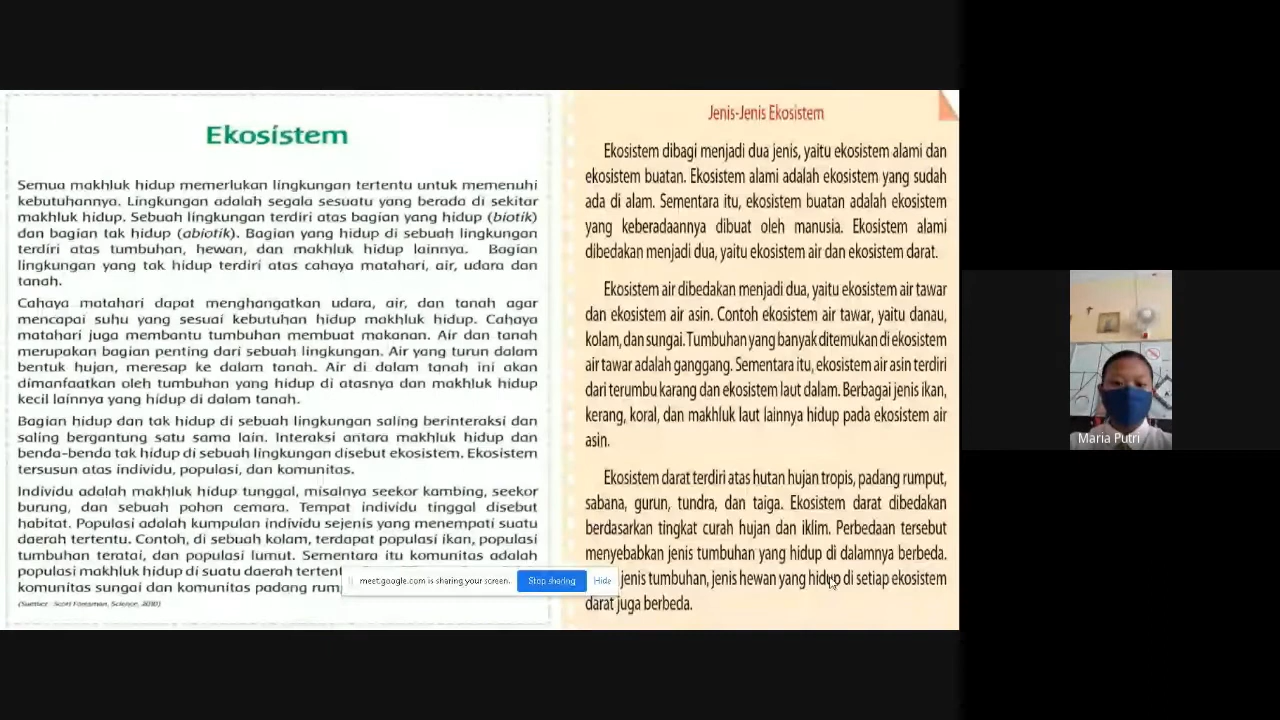 Ekosistem
Semua makhluk hidup memerlukan lingkungan tertentu untuk memenuhi
kebutuhannya. Lingkungan adalah segala sesuatu yang berada di sekitar
makhluk hidup. Sebuah lingkungan terdiri atas bagian yang hidup (biotik)
dan bagian tak hidup (abiotik). Bagian yang hidup di sebuah lingkungan
terdiri atas tumbuhan, hewan, dan makhluk hidup lainnya. Bagian
lingkungan yang tak hidup terdiri atas cahaya matahari, air, udara dan
tanah.
Cahaya matahari dapat menghangatkan udara, air, dan tanah agar
mencapai suhu yang sesuai kebutuhan hidup makhluk hidup. Cahaya
matahari juga membantu tumbuhan membuat makanan. Air dan tanah
merupakan bagian penting dari sebuah lingkungan. Air yang turun dalam
bentuk hujan, meresap ke dalam tanah. Air di dalam tanah ini akan
dimanfaatkan oleh tumbuhan yang hidup di atasnya dan makhluk hidup
kecil lainnya yang hidup di dalam tanah.
Bagian hidup dan tak hidup di sebuah lingkungan saling berinteraksi dan
saling bergantung satu sama lain. Interaksi antara makhluk hidup dan
benda-benda tak hidup di sebuah lingkungan disebut ekosistem. Ekosistem
tersusun atas individu, populasi, dan komunitas.
Individu adalah makhluk hidup tunggal, misalnya seekor kambing, seekor
burung, dan sebuah pohon cemara. Tempat individu tinggal disebut
habitat. Populasi adalah kumpulan individu sejenis yang menempati suatu
daerah tertentu. Contoh, di sebuah kolam, terdapat populasi ikan, populasi
tumbuhan teratai, dan populasi lumut. Sementara itu komunitas adalah
populasi makhluk hidup di suatu daerah tertent
komunitas sungai dan komunitas padang rum
(Sumber : Scott Foresman, Science, 2010)
Jenis-Jenis Ekosistem
Ekosistem dibagi menjadi dua jenis, yaitu ekosistem alami dan
ekosistem buatan. Ekosistem alami adalah ekosistem yang sudah
ada di alam. Sementara itu, ekosistem buatan adalah ekosistem
yang keberadaannya dibuat oleh manusia. Ekosistem alami
dibedakan menjadi dua, yaitu ekosistem air dan ekosistem darat.
Ekosistem air dibedakan menjadi dua, yaitu ekosistem air tawar
dan ekosistem air asin. Contoh ekosistem air tawar, yaitu danau,
kolam, dan sungai. Tumbuhan yang banyak ditemukan di ekosistem
air tawar adalah ganggang. Sementara itu, ekosistem air asin terdiri
dari terumbu karang dan ekosistem laut dalam. Berbagai jenis ikan,
kerang, koral, dan makhluk laut lainnya hidup pada ekosistem air
asin.
Ekosistem darat terdiri atas hutan hujan tropis, padang rumput,
sabana, gurun, tundra, dan taiga. Ekosistem darat dibedakan
berdasarkan tingkat curah hujan dan iklim. Perbedaan tersebut
menyebabkan jenis tumbuhan yang hidup di dalamnya berbeda.
jenis tumbuhan, jenis hewan yang hidup di setiap ekosistem
darat juga berbeda.
meet.google.com is sharing your screen.
Stop sharing
Hide
Maria Putri